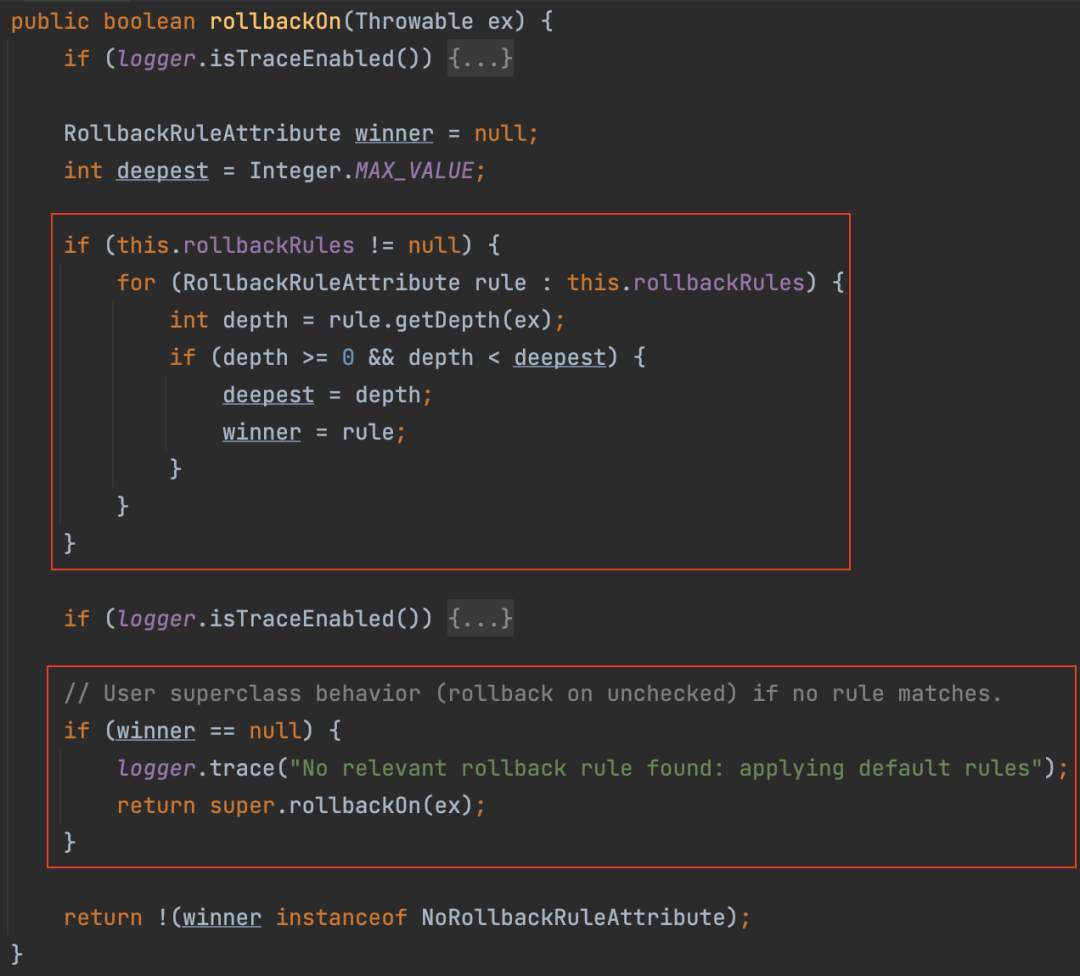 public boolean rollbackOn(Throwable ex) {
    if (logger.isTraceEnabled()) {...}

    RollbackRuleAttribute winner = null;
    int deepest = Integer.MAX_VALUE;

    if (this.rollbackRules != null) {
        for (RollbackRuleAttribute rule : this.rollbackRules) {
            int depth = rule.getDepth(ex);
            if (depth >= 0 && depth < deepest) {
                deepest = depth;
                winner = rule;
            }
        }
    }

    if (logger.isTraceEnabled()) {...}

    // User superclass behavior (rollback on unchecked) if no rule matches.
    if (winner == null) {
        logger.trace("No relevant rollback rule found: applying default rules");
        return super.rollbackOn(ex);
    }

    return !(winner instanceof NoRollbackRuleAttribute);
}